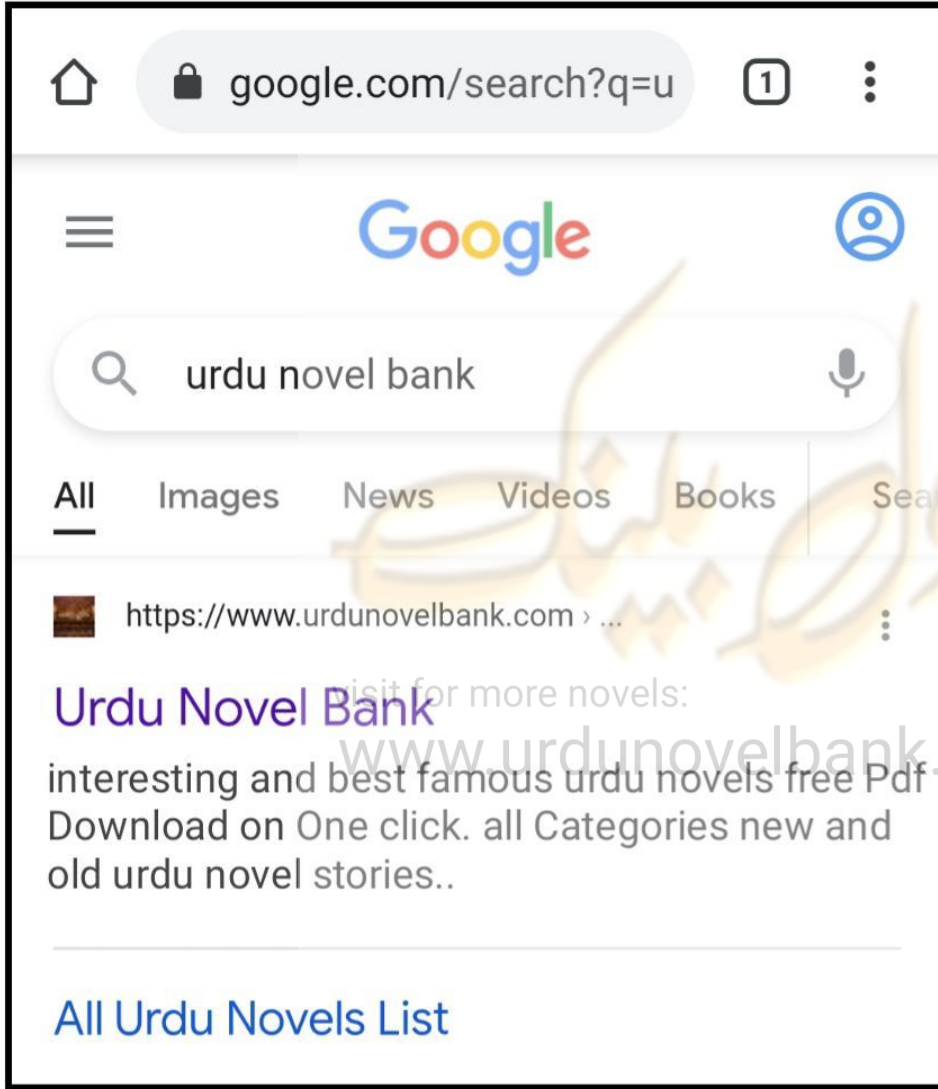 google.com/search?q=u
1
Google
urdu novel bank
All Images News Videos Books Sea
https://www.urdunovelbank.com › ...
Urdu Novel Bank
visit for more novels:
www.urdunovelbank.
interesting and best famous urdu novels free Pdf
Download on One click. all Categories new and
old urdu novel stories..
All Urdu Novels List